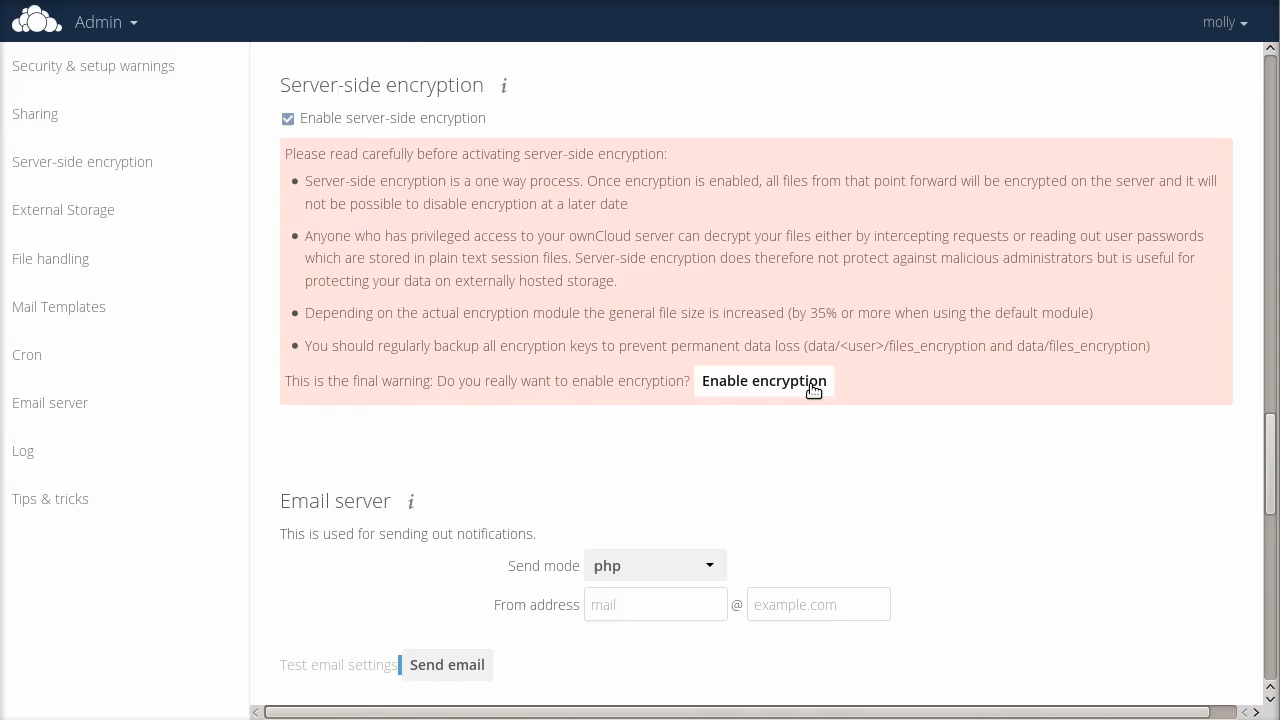 Admin
molly
Security & setup warnings
Sharing
Server-side encryption
External Storage
File handling
Mail Templates
Cron
Email server
Log
Tips & tricks
Server-side encryption i
Enable server-side encryption
Please read carefully before activating server-side encryption:
Server-side encryption is a one way process. Once encryption is enabled, all files from that point forward will be encrypted on the server and it will
not be possible to disable encryption at a later date
Anyone who has privileged access to your ownCloud server can decrypt your files either by intercepting requests or reading out user passwords
which are stored in plain text session files. Server-side encryption does therefore not protect against malicious administrators but is useful for
protecting your data on externally hosted storage.
Depending on the actual encryption module the general file size is increased (by 35% or more when using the default module)
You should regularly backup all encryption keys to prevent permanent data loss (data/<user>/files_encryption and data/files_encryption)
This is the final warning: Do you really want to enable encryption? Enable encryption
Email server i
This is used for sending out notifications.
Send mode php
From address mail @ example.com
Test email settings Send email